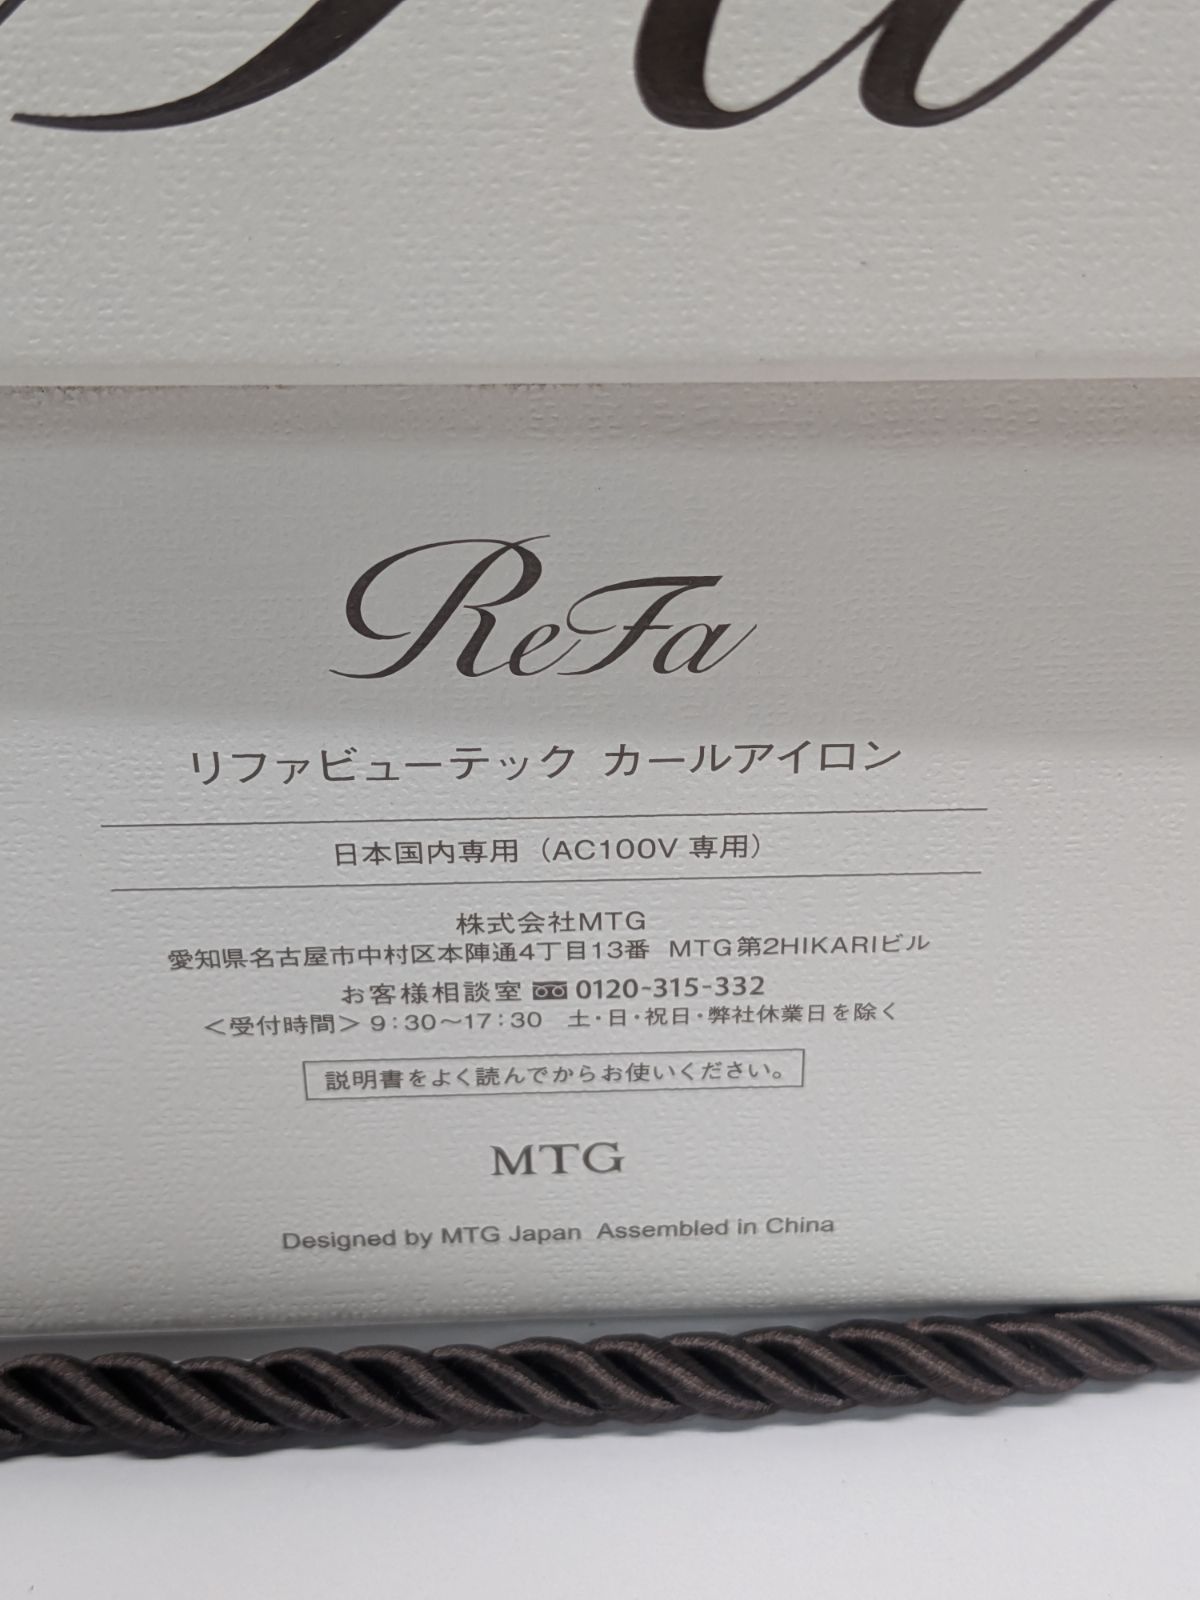 ReFa
リファビューテック カールアイロン
日本国内専用（AC100V 専用）
株式会社MTG
愛知県名古屋市中村区本陣通4丁目13番 MTG第2HIKARIビル
お客様相談室 0120-315-332
＜受付時間＞ 9：30～17：30 土・日・祝日・弊社休業日を除く
説明書をよく読んでからお使いください。
MTG
Designed by MTG Japan Assembled in China